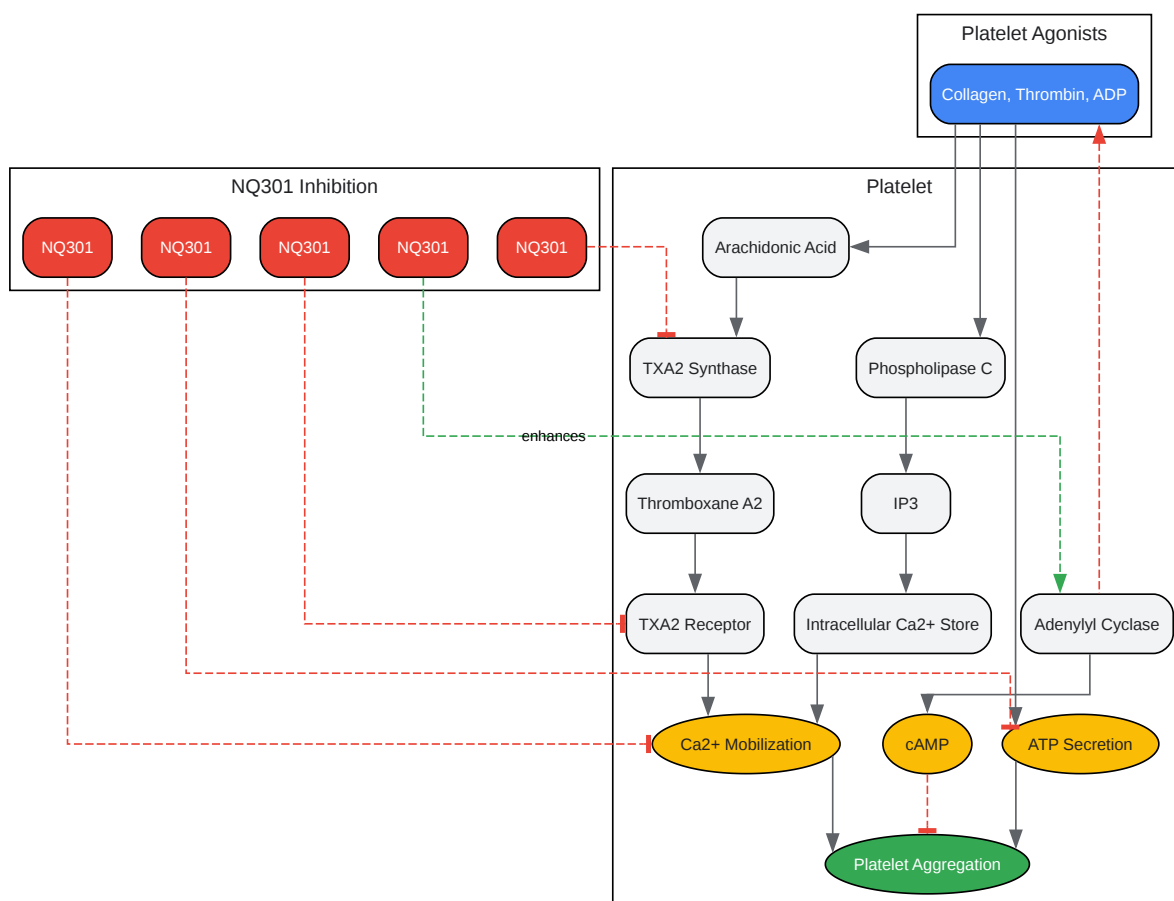 Platelet Agonists
Collagen, Thrombin, ADP
NQ301 Inhibition
Platelet
NQ301
NQ301
NQ301
NQ301
NQ301
Arachidonic Acid
TXA2 Synthase
Phospholipase C
enhances
Thromboxane A2
IP3
TXA2 Receptor
Intracellular Ca2+ Store
Adenylyl Cyclase
Ca2+ Mobilization
cAMP
ATP Secretion
Platelet Aggregation